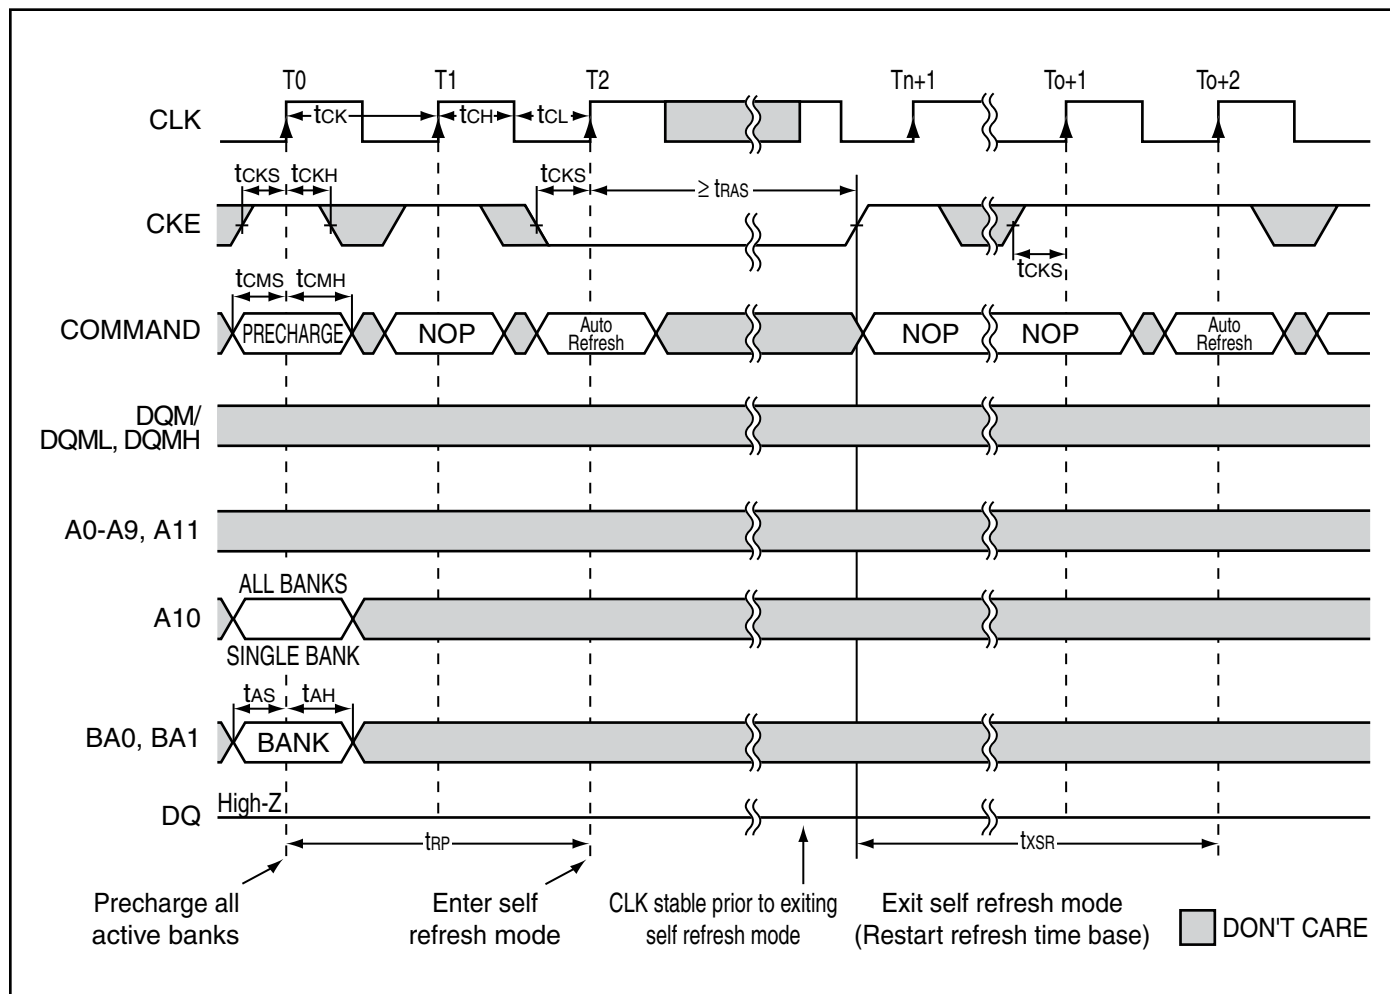 T0 T1 T2 Tn+1 To+1 To+2
CLK
tCK tCH tCL
tCKS tCKH tCKS ≥ tRAS
CKE
tCKS
tCMS tCMH
COMMAND
PRECHARGE NOP Auto Refresh NOP NOP Auto Refresh
DQM/
DQML, DQMH
A0-A9, A11
ALL BANKS
A10
SINGLE BANK
tAS tAH
BA0, BA1 BANK
DQ High-Z
tRP tXSR
Precharge all
active banks
Enter self
refresh mode
CLK stable prior to exiting
self refresh mode
Exit self refresh mode
(Restart refresh time base)
DON'T CARE